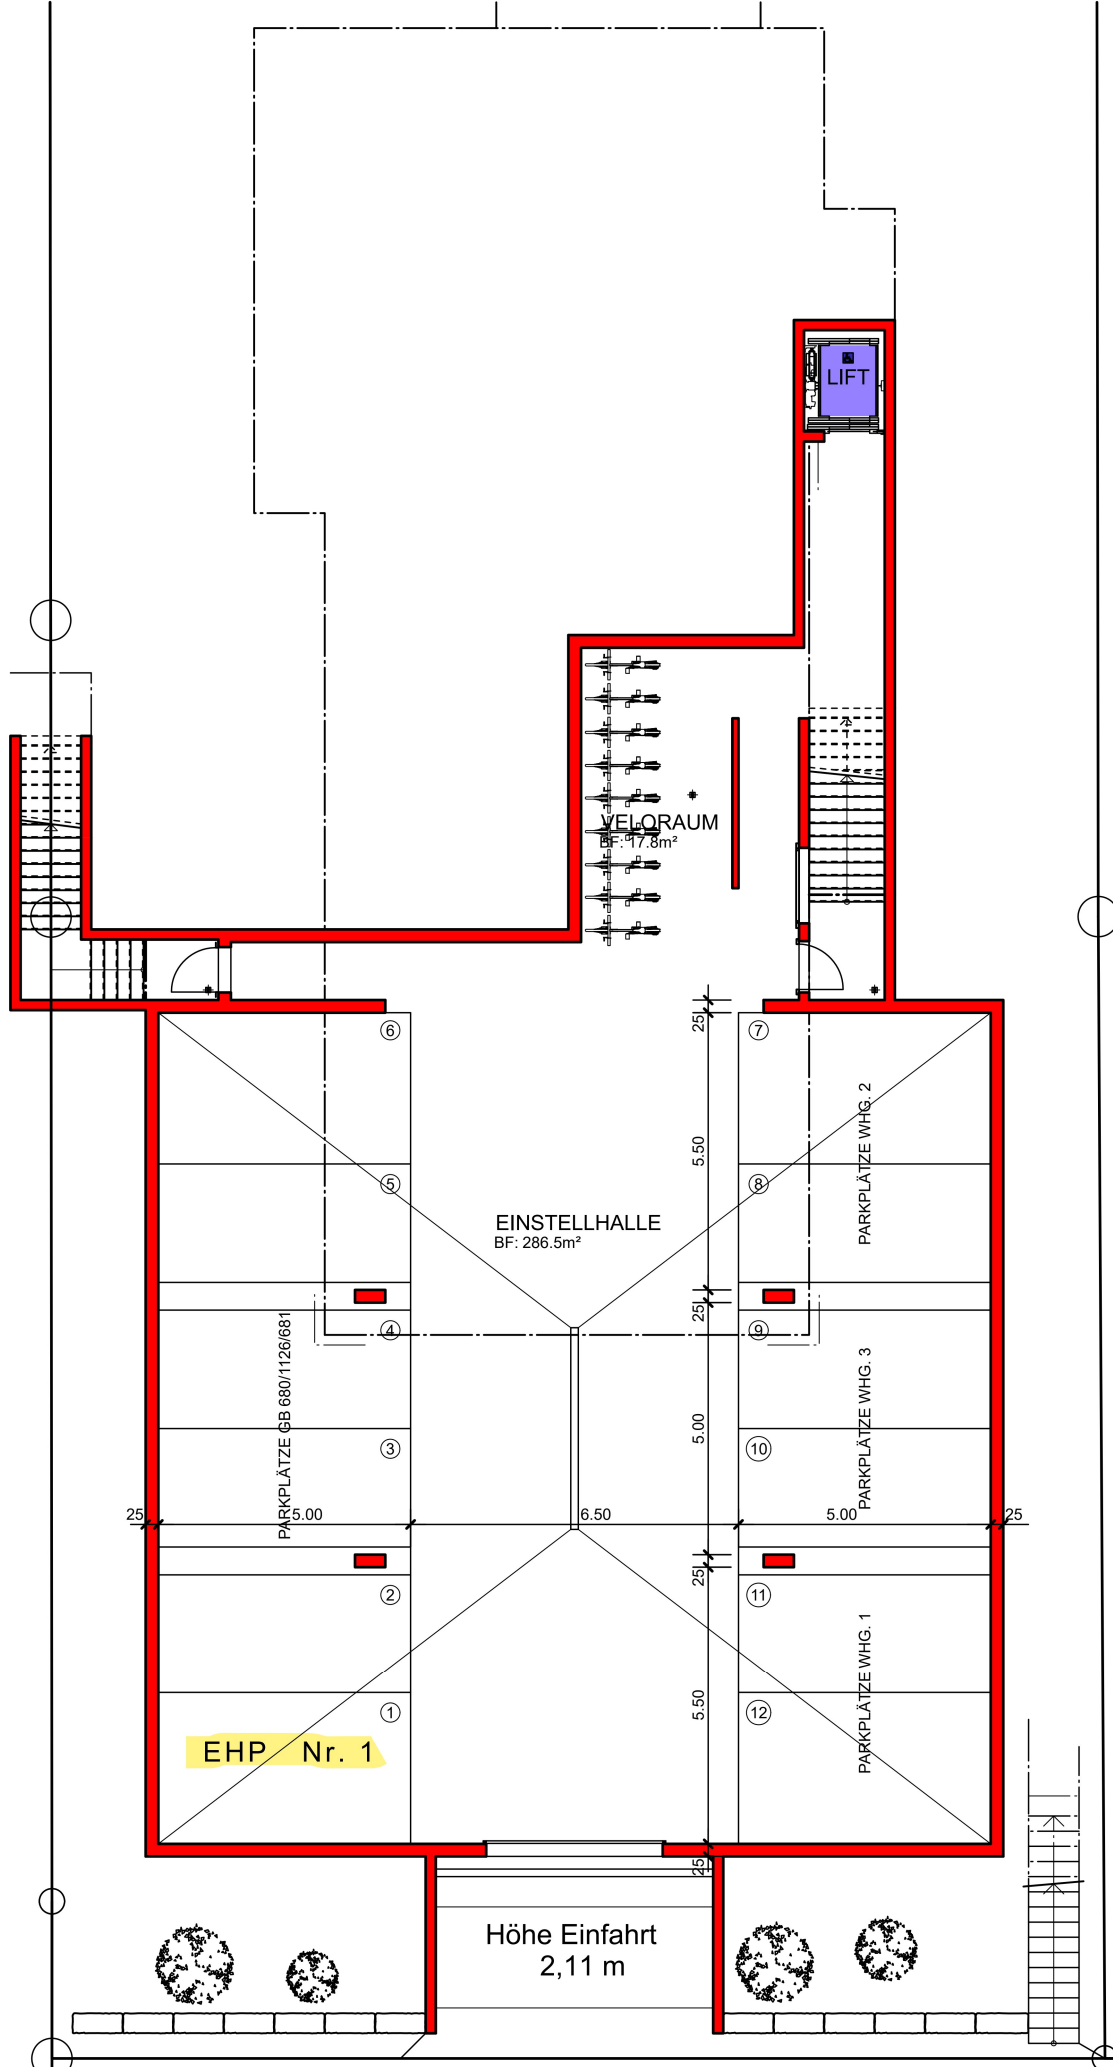 LIFT
VELORAUM
BF: 17.8m²
6
7
25
PARKPLÄTZE WHG. 2
5.50
5
8
EINSTELLHALLE
BF: 286.5m²
25
4
9
PARKPLÄTZE GB 680/1126/681
PARKPLÄTZE WHG. 3
5.00
3
10
25
5.00
6.50
5.00
25
25
2
11
PARKPLÄTZE WHG. 1
5.50
1
12
EHP Nr. 1
25
Höhe Einfahrt
2,11 m